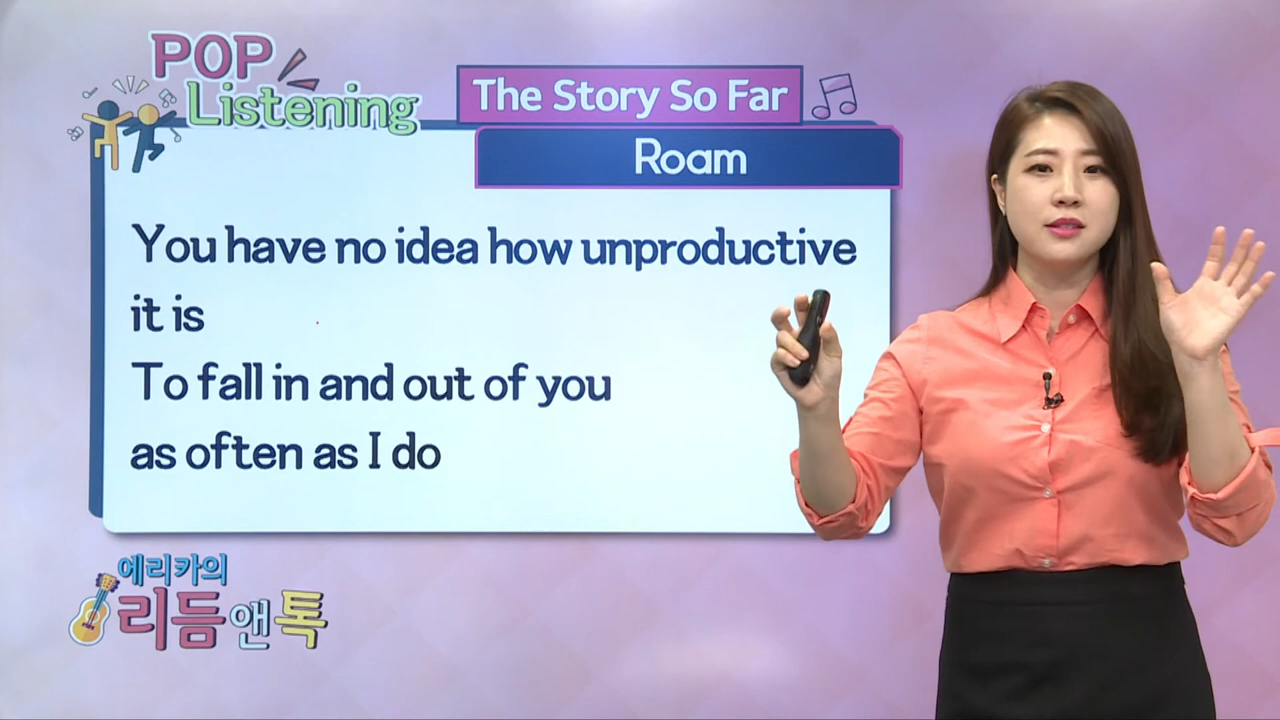 POP
Listening
The Story So Far
Roam
You have no idea how unproductive
it is
To fall in and out of you
as often as I do
에리카의
리듬앤톡